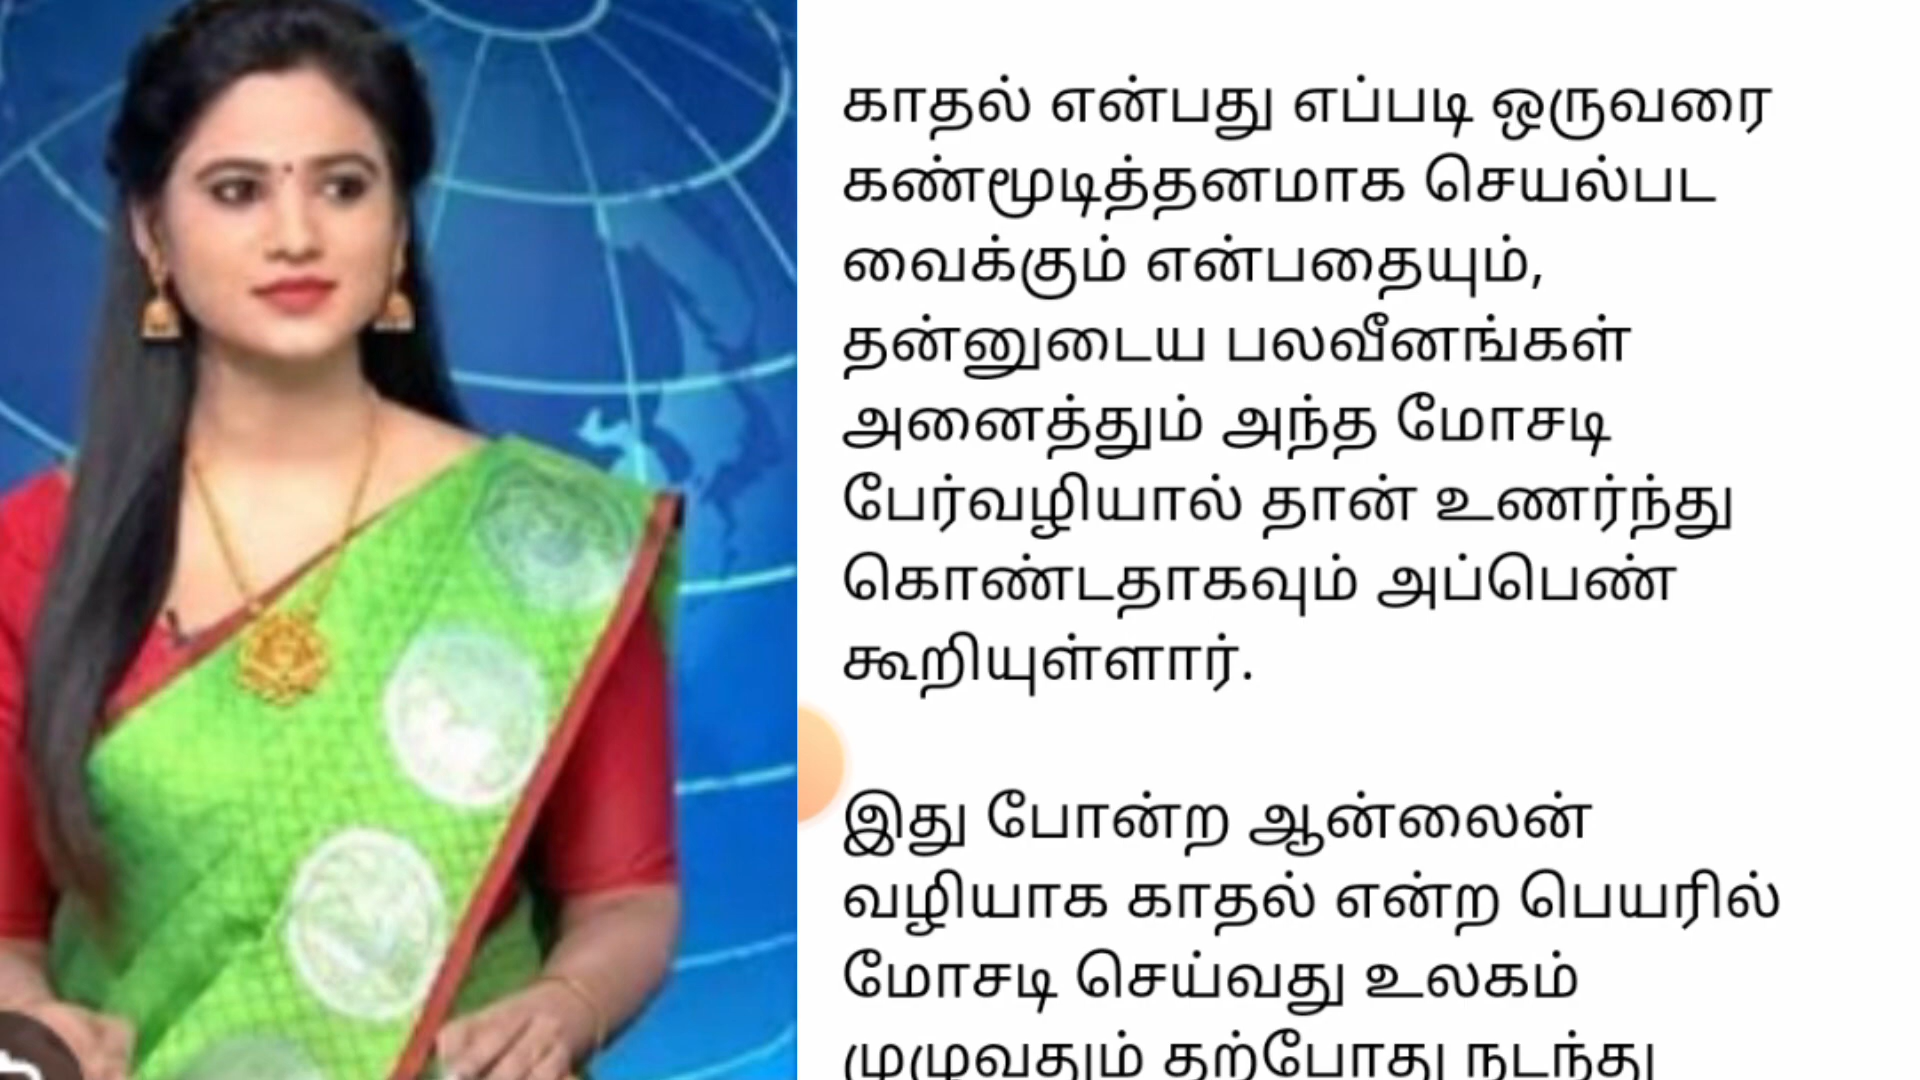 காதல் என்பது எப்படி ஒருவரை
கண்மூடித்தனமாக செயல்பட
வைக்கும் என்பதையும்,
தன்னுடைய பலவீனங்கள்
அனைத்தும் அந்த மோசடி
பேர்வழியால் தான் உணர்ந்து
கொண்டதாகவும் அப்பெண்
கூறியுள்ளார்.
இது போன்ற ஆன்லைன்
வழியாக காதல் என்ற பெயரில்
மோசடி செய்வது உலகம்
முழுவதும் தற்போது நடந்து